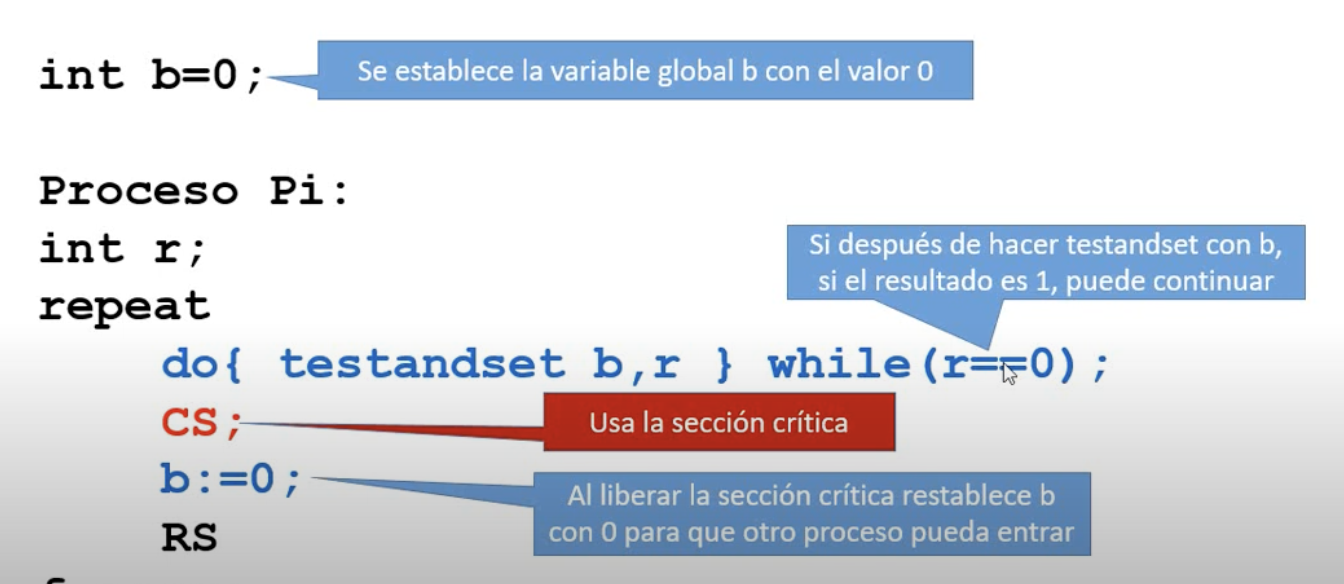 int b=0;
Se establece la variable global b con el valor 0
Proceso Pi:
int r;
Si después de hacer testandset con b,
si el resultado es 1, puede continuar
repeat
do{ testandset b,r } while(r==0);
CS;
Usa la sección crítica
b:=0;
Al liberar la sección crítica restablece b
con 0 para que otro proceso pueda entrar
RS